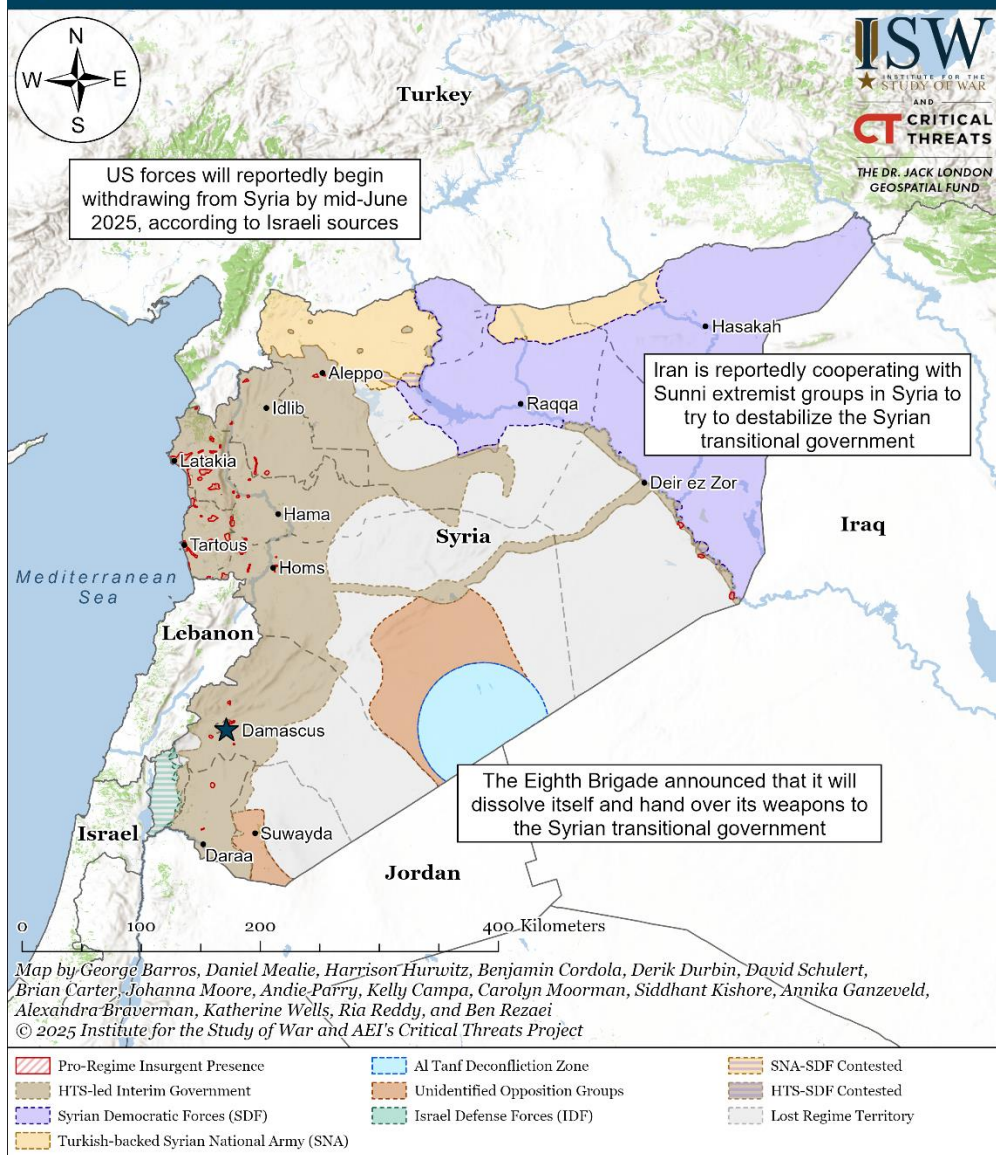 N
W
E
S
ISW
INSTITUTE FOR THE
STUDY OF WAR
AND
CT CRITICAL
THREATS
THE DR. JACK LONDON
GEOSPATIAL FUND
Turkey
US forces will reportedly begin
withdrawing from Syria by mid-June
2025, according to Israeli sources
Hasakah
Aleppo
Iran is reportedly cooperating with
Sunni extremist groups in Syria to
try to destabilize the Syrian
transitional government
Idlib
Raqqa
Latakia
Deir ez Zor
Hama
Syria
Iraq
Tartous
Homs
Mediterranean
Sea
Lebanon
Damascus
The Eighth Brigade announced that it will
dissolve itself and hand over its weapons to
the Syrian transitional government
Israel
Suwayda
Daraa
Jordan
0 100 200 400 Kilometers
Map by George Barros, Daniel Mealie, Harrison Hurwitz, Benjamin Cordola, Derik Durbin, David Schulert,
Brian Carter, Johanna Moore, Andie Parry, Kelly Campa, Carolyn Moorman, Siddhant Kishore, Annika Ganzeveld,
Alexandra Braverman, Katherine Wells, Ria Reddy, and Ben Rezaei
© 2025 Institute for the Study of War and AEI's Critical Threats Project
Pro-Regime Insurgent Presence
HTS-led Interim Government
Syrian Democratic Forces (SDF)
Turkish-backed Syrian National Army (SNA)
Al Tanf Deconfliction Zone
Unidentified Opposition Groups
Israel Defense Forces (IDF)
SNA-SDF Contested
HTS-SDF Contested
Lost Regime Territory